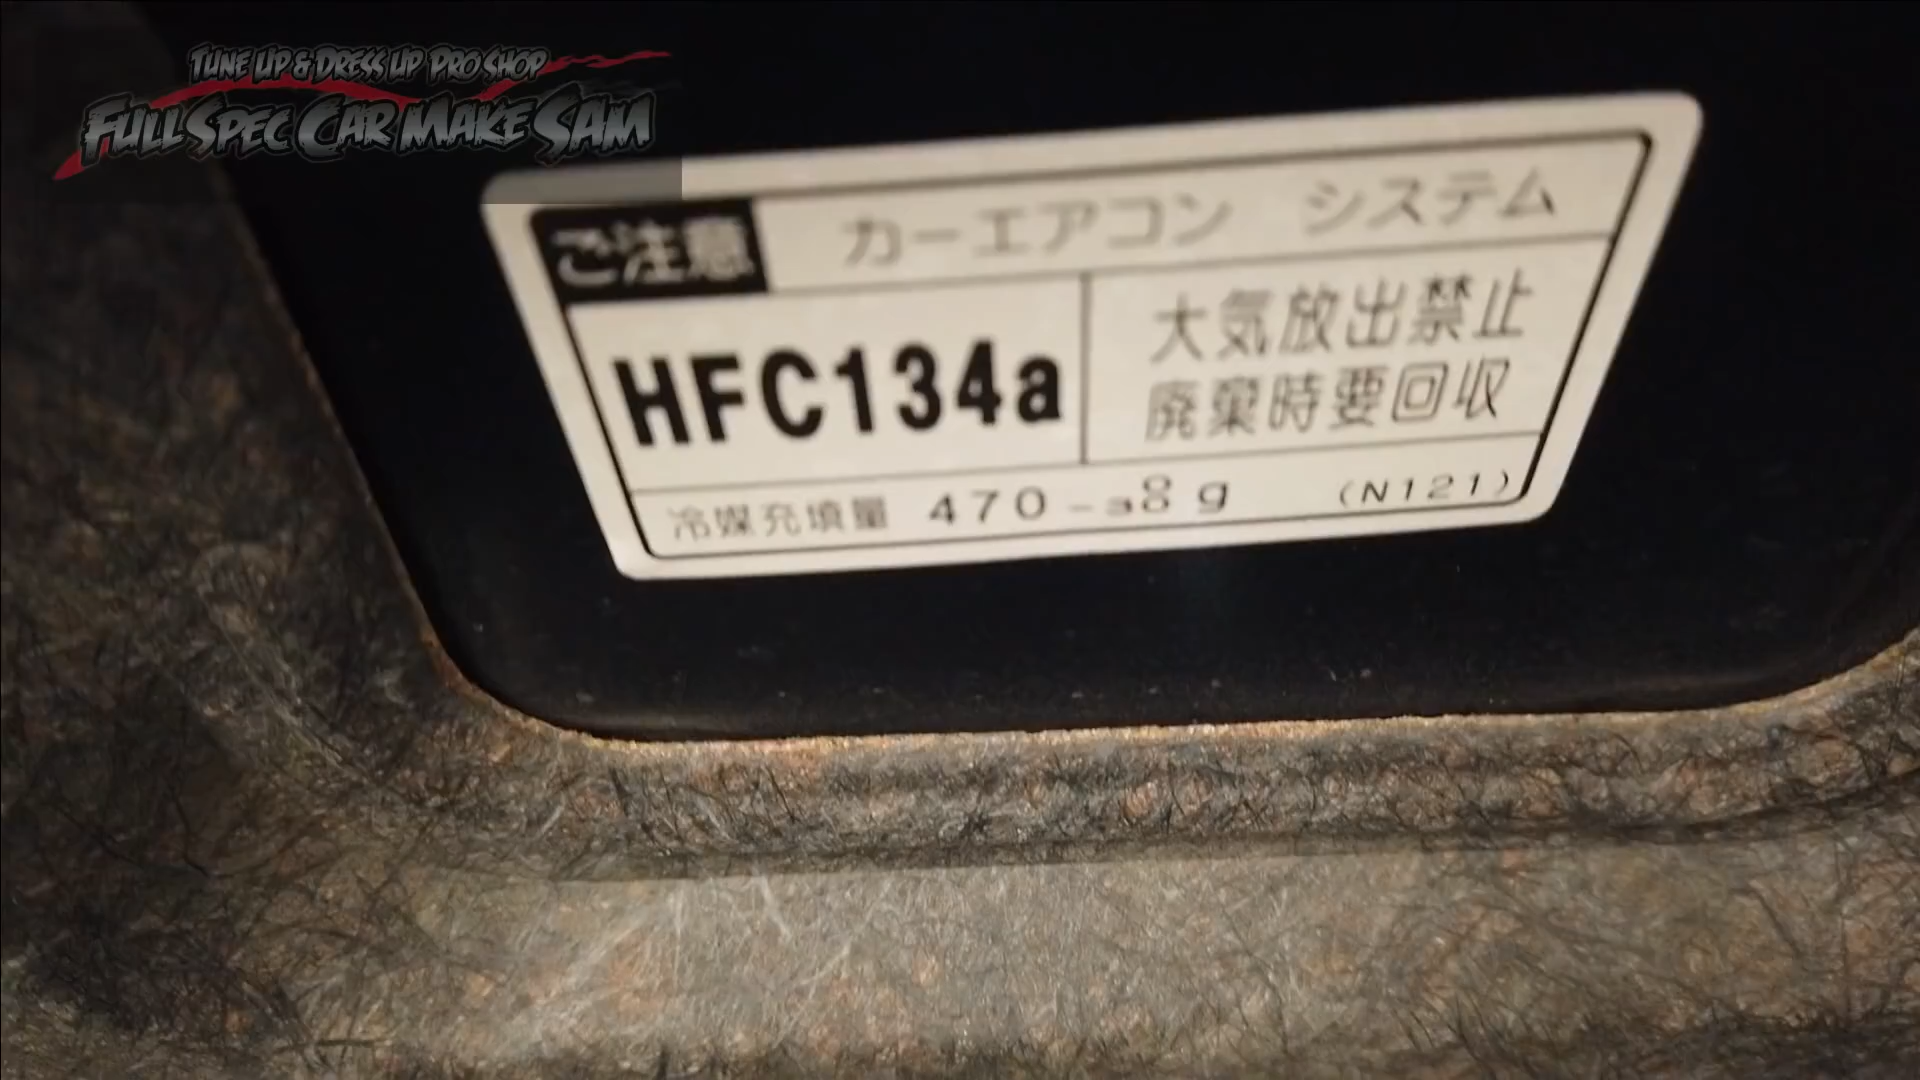 TUNE UP & DRESS UP PRO SHOP
FULL SPEC CAR MAKE SAM
ご注意 カーエアコン システム
HFC134a
大気放出禁止
廃棄時要回収
冷媒充填量 470 -30 0 g (N121)